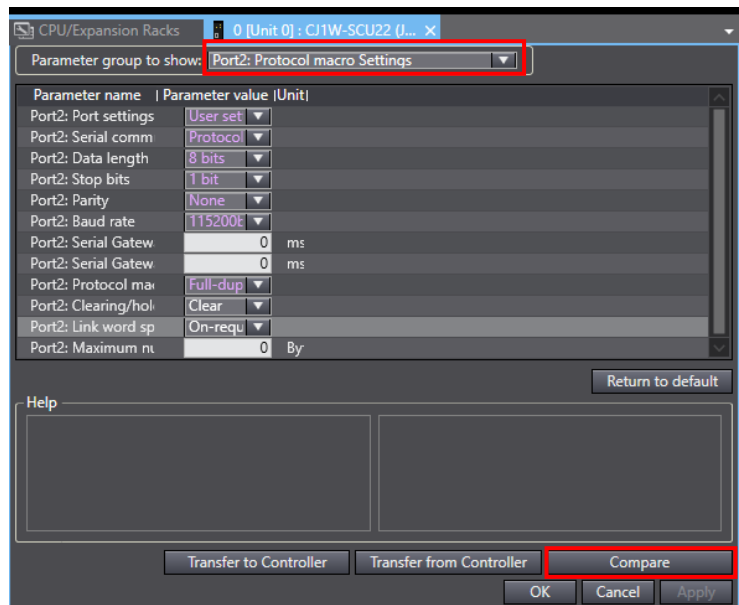 CPU/Expansion Racks 0 [Unit 0] : CJ1W-SCU22 (J... ×
Parameter group to show: Port2: Protocol macro Settings
Parameter name | Parameter value |Unit|
Port2: Port settings User set
Port2: Serial comm Protocol
Port2: Data length 8 bits
Port2: Stop bits 1 bit
Port2: Parity None
Port2: Baud rate 115200b
Port2: Serial Gatew 0 ms
Port2: Serial Gatew 0 ms
Port2: Protocol mac Full-dup
Port2: Clearing/hol Clear
Port2: Link word sp On-requ
Port2: Maximum nu 0 By
Return to default
Help
Transfer to Controller Transfer from Controller Compare
OK Cancel Apply